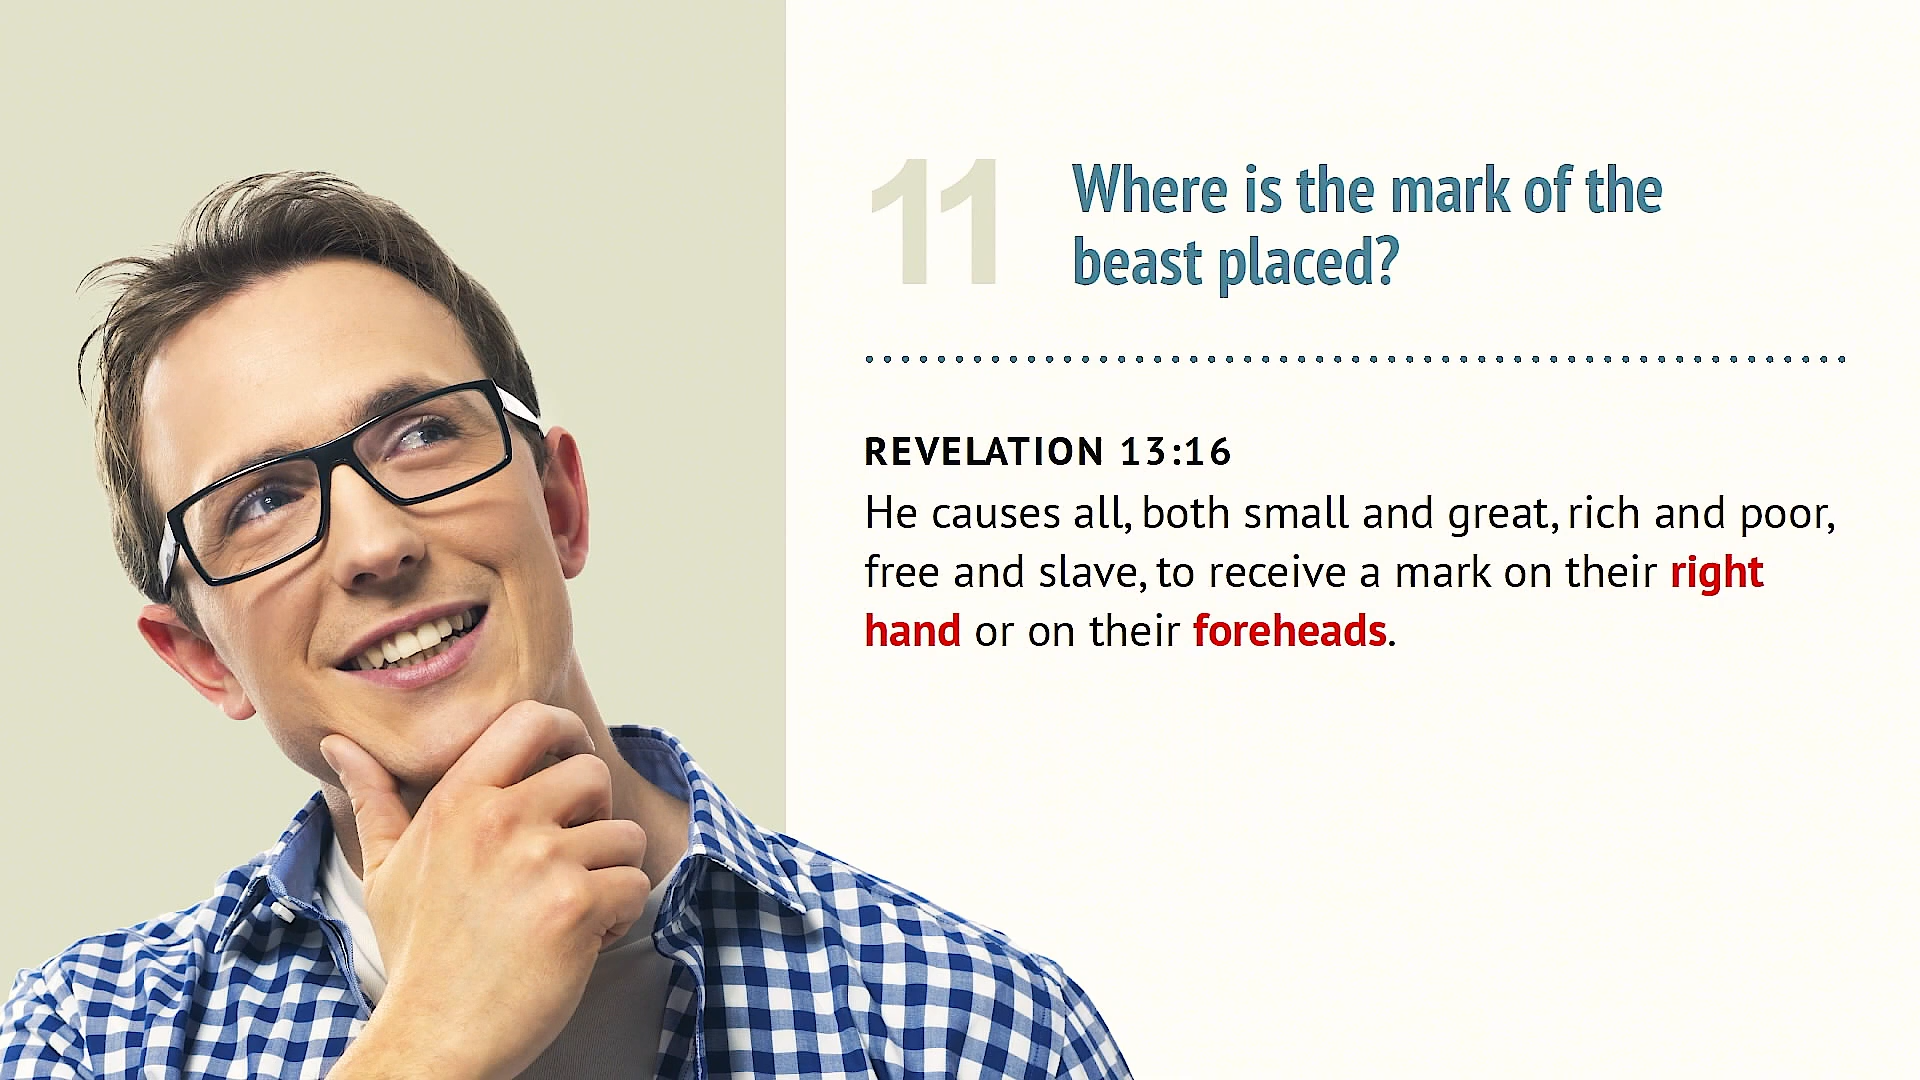 11
Where is the mark of the
beast placed?
REVELATION 13:16
He causes all, both small and great, rich and poor,
free and slave, to receive a mark on their right
hand or on their foreheads.